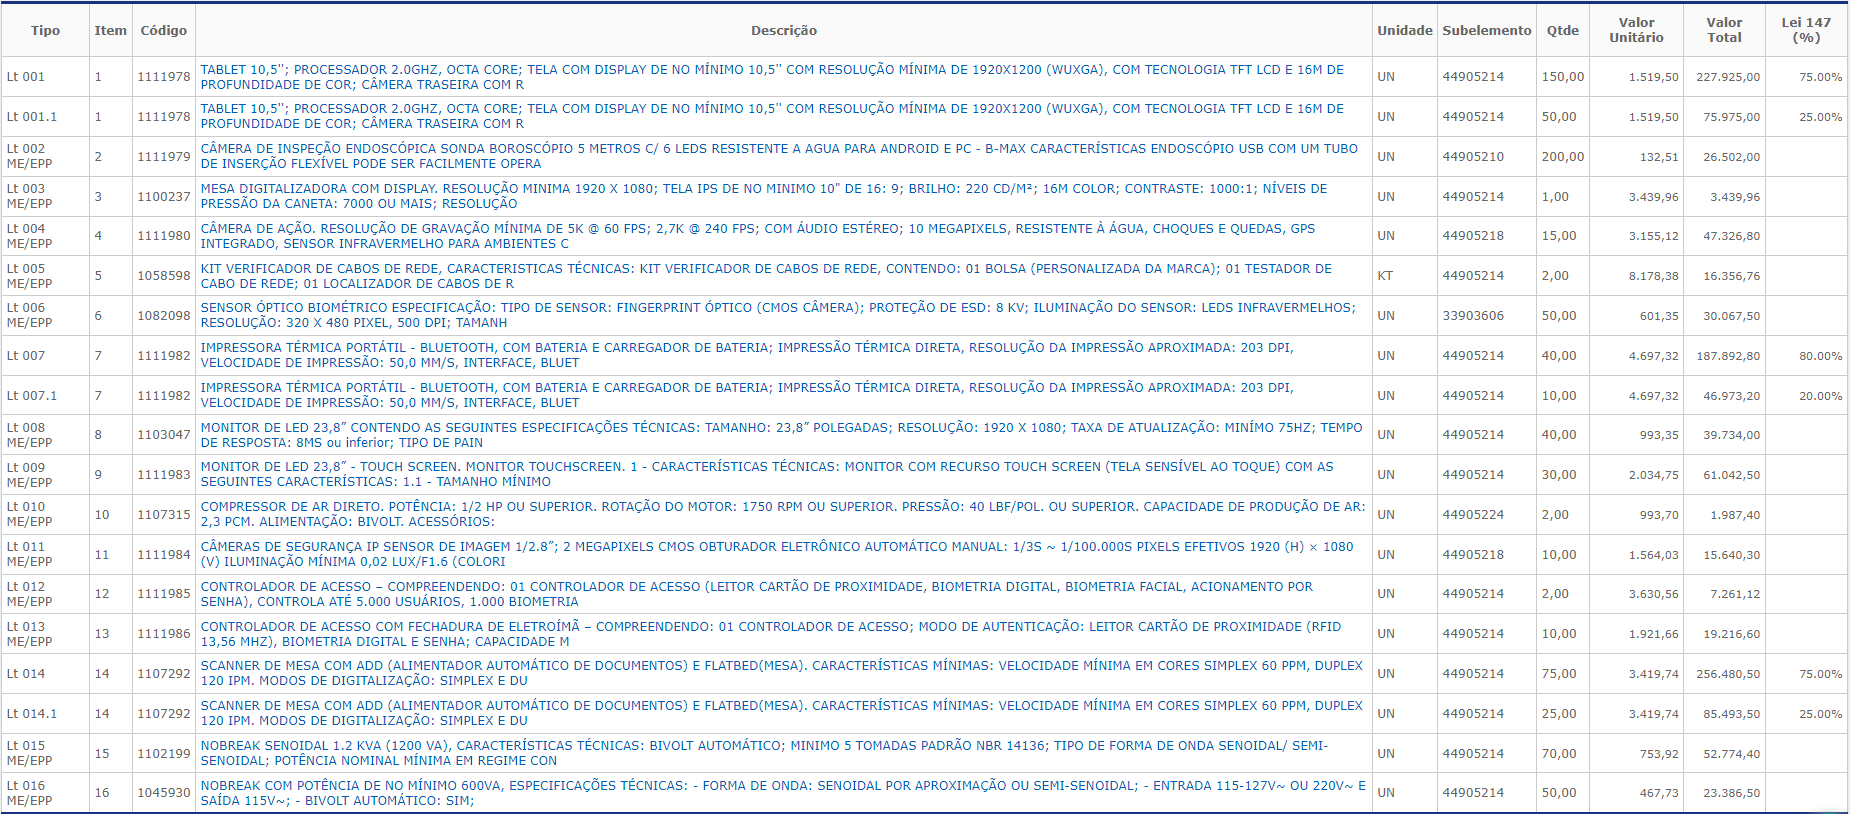 Tipo Item Código Descrição Unidade Subelemento Qtde Valor Unitário Valor Total Lei 147 (%)
Lt 001 1 1111978 TABLET 10,5''; PROCESSADOR 2.0GHZ, OCTA CORE; TELA COM DISPLAY DE NO MÍNIMO 10,5'' COM RESOLUÇÃO MÍNIMA DE 1920X1200 (WUXGA), COM TECNOLOGIA TFT LCD E 16M DE UN 44905214 150,00 1.519,50 227.925,00 75.00%
PROFUNDIDADE DE COR; CÂMERA TRASEIRA COM R
Lt 001.1 1 1111978 TABLET 10,5''; PROCESSADOR 2.0GHZ, OCTA CORE; TELA COM DISPLAY DE NO MÍNIMO 10,5'' COM RESOLUÇÃO MÍNIMA DE 1920X1200 (WUXGA), COM TECNOLOGIA TFT LCD E 16M DE UN 44905214 50,00 1.519,50 75.975,00 25.00%
PROFUNDIDADE DE COR; CÂMERA TRASEIRA COM R
Lt 002 2 1111979 CÂMERA DE INSPEÇÃO ENDOSCÓPICA SONDA BOROSCÓPIO 5 METROS C/ 6 LEDS RESISTENTE A AGUA PARA ANDROID E PC - B-MAX CARACTERÍSTICAS ENDOSCÓPIO USB COM UM TUBO UN 44905210 200,00 132,51 26.502,00
ME/EPP DE INSERÇÃO FLEXÍVEL PODE SER FACILMENTE OPERA
Lt 003 3 1100237 MESA DIGITALIZADORA COM DISPLAY. RESOLUÇÃO MINIMA 1920 X 1080; TELA IPS DE NO MINIMO 10" DE 16: 9; BRILHO: 220 CD/M²; 16M COLOR; CONTRASTE: 1000:1; NÍVEIS DE UN 44905214 1,00 3.439,96 3.439,96
ME/EPP PRESSÃO DA CANETA: 7000 OU MAIS; RESOLUÇÃO
Lt 004 4 1111980 CÂMERA DE AÇÃO. RESOLUÇÃO DE GRAVAÇÃO MÍNIMA DE 5K @ 60 FPS; 2,7K @ 240 FPS; COM ÁUDIO ESTÉREO; 10 MEGAPIXELS, RESISTENTE À ÁGUA, CHOQUES E QUEDAS, GPS UN 44905218 15,00 3.155,12 47.326,80
ME/EPP INTEGRADO, SENSOR INFRAVERMELHO PARA AMBIENTES C
Lt 005 5 1058598 KIT VERIFICADOR DE CABOS DE REDE, CARACTERISTICAS TÉCNICAS: KIT VERIFICADOR DE CABOS DE REDE, CONTENDO: 01 BOLSA (PERSONALIZADA DA MARCA); 01 TESTADOR DE KT 44905214 2,00 8.178,38 16.356,76
ME/EPP CABO DE REDE; 01 LOCALIZADOR DE CABOS DE R
Lt 006 6 1082098 SENSOR ÓPTICO BIOMÉTRICO ESPECIFICAÇÃO: TIPO DE SENSOR: FINGERPRINT ÓPTICO (CMOS CÂMERA); PROTEÇÃO DE ESD: 8 KV; ILUMINAÇÃO DO SENSOR: LEDS INFRAVERMELHOS; UN 33903606 50,00 601,35 30.067,50
ME/EPP RESOLUÇÃO: 320 X 480 PIXEL, 500 DPI; TAMANH
Lt 007 7 1111982 IMPRESSORA TÉRMICA PORTÁTIL - BLUETOOTH, COM BATERIA E CARREGADOR DE BATERIA; IMPRESSÃO TÉRMICA DIRETA, RESOLUÇÃO DA IMPRESSÃO APROXIMADA: 203 DPI, UN 44905214 40,00 4.697,32 187.892,80 80.00%
VELOCIDADE DE IMPRESSÃO: 50,0 MM/S, INTERFACE, BLUET
Lt 007.1 7 1111982 IMPRESSORA TÉRMICA PORTÁTIL - BLUETOOTH, COM BATERIA E CARREGADOR DE BATERIA; IMPRESSÃO TÉRMICA DIRETA, RESOLUÇÃO DA IMPRESSÃO APROXIMADA: 203 DPI, UN 44905214 10,00 4.697,32 46.973,20 20.00%
VELOCIDADE DE IMPRESSÃO: 50,0 MM/S, INTERFACE, BLUET
Lt 008 8 1103047 MONITOR DE LED 23,8” CONTENDO AS SEGUINTES ESPECIFICAÇÕES TÉCNICAS: TAMANHO: 23,8” POLEGADAS; RESOLUÇÃO: 1920 X 1080; TAXA DE ATUALIZAÇÃO: MINÍMO 75HZ; TEMPO UN 44905214 40,00 993,35 39.734,00
ME/EPP DE RESPOSTA: 8MS ou inferior; TIPO DE PAIN
Lt 009 9 1111983 MONITOR DE LED 23,8” - TOUCH SCREEN. MONITOR TOUCHSCREEN. 1 - CARACTERÍSTICAS TÉCNICAS: MONITOR COM RECURSO TOUCH SCREEN (TELA SENSÍVEL AO TOQUE) COM AS UN 44905214 30,00 2.034,75 61.042,50
ME/EPP SEGUINTES CARACTERÍSTICAS: 1.1 - TAMANHO MÍNIMO
Lt 010 10 1107315 COMPRESSOR DE AR DIRETO. POTÊNCIA: 1/2 HP OU SUPERIOR. ROTAÇÃO DO MOTOR: 1750 RPM OU SUPERIOR. PRESSÃO: 40 LBF/POL. OU SUPERIOR. CAPACIDADE DE PRODUÇÃO DE AR: UN 44905224 2,00 993,70 1.987,40
ME/EPP 2,3 PCM. ALIMENTAÇÃO: BIVOLT. ACESSÓRIOS:
Lt 011 11 1111984 CÂMERAS DE SEGURANÇA IP SENSOR DE IMAGEM 1/2.8”; 2 MEGAPIXELS CMOS OBTURADOR ELETRÔNICO AUTOMÁTICO MANUAL: 1/3S ~ 1/100.000S PIXELS EFETIVOS 1920 (H) × 1080 UN 44905218 10,00 1.564,03 15.640,30
ME/EPP (V) ILUMINAÇÃO MÍNIMA 0,02 LUX/F1.6 (COLORI
Lt 012 12 1111985 CONTROLADOR DE ACESSO – COMPREENDENDO: 01 CONTROLADOR DE ACESSO (LEITOR CARTÃO DE PROXIMIDADE, BIOMETRIA DIGITAL, BIOMETRIA FACIAL, ACIONAMENTO POR UN 44905214 2,00 3.630,56 7.261,12
ME/EPP SENHA), CONTROLA ATÉ 5.000 USUÁRIOS, 1.000 BIOMETRIA
Lt 013 13 1111986 CONTROLADOR DE ACESSO COM FECHADURA DE ELETROÍMÃ – COMPREENDENDO: 01 CONTROLADOR DE ACESSO; MODO DE AUTENTICAÇÃO: LEITOR CARTÃO DE PROXIMIDADE (RFID UN 44905214 10,00 1.921,66 19.216,60
ME/EPP 13,56 MHZ), BIOMETRIA DIGITAL E SENHA; CAPACIDADE M
Lt 014 14 1107292 SCANNER DE MESA COM ADD (ALIMENTADOR AUTOMÁTICO DE DOCUMENTOS) E FLATBED(MESA). CARACTERÍSTICAS MÍNIMAS: VELOCIDADE MÍNIMA EM CORES SIMPLEX 60 PPM, DUPLEX UN 44905214 75,00 3.419,74 256.480,50 75.00%
120 IPM. MODOS DE DIGITALIZAÇÃO: SIMPLEX E DU
Lt 014.1 14 1107292 SCANNER DE MESA COM ADD (ALIMENTADOR AUTOMÁTICO DE DOCUMENTOS) E FLATBED(MESA). CARACTERÍSTICAS MÍNIMAS: VELOCIDADE MÍNIMA EM CORES SIMPLEX 60 PPM, DUPLEX UN 44905214 25,00 3.419,74 85.493,50 25.00%
120 IPM. MODOS DE DIGITALIZAÇÃO: SIMPLEX E DU
Lt 015 15 1102199 NOBREAK SENOIDAL 1.2 KVA (1200 VA), CARACTERÍSTICAS TÉCNICAS: BIVOLT AUTOMÁTICO; MINIMO 5 TOMADAS PADRÃO NBR 14136; TIPO DE FORMA DE ONDA SENOIDAL/ SEMI- UN 44905214 70,00 753,92 52.774,40
ME/EPP SENOIDAL; POTÊNCIA NOMINAL MÍNIMA EM REGIME CON
Lt 016 16 1045930 NOBREAK COM POTÊNCIA DE NO MÍNIMO 600VA, ESPECIFICAÇÕES TÉCNICAS: - FORMA DE ONDA: SENOIDAL POR APROXIMAÇÃO OU SEMI-SENOIDAL; - ENTRADA 115-127V~ OU 220V~ E UN 44905214 50,00 467,73 23.386,50
ME/EPP SAÍDA 115V~; - BIVOLT AUTOMÁTICO: SIM;